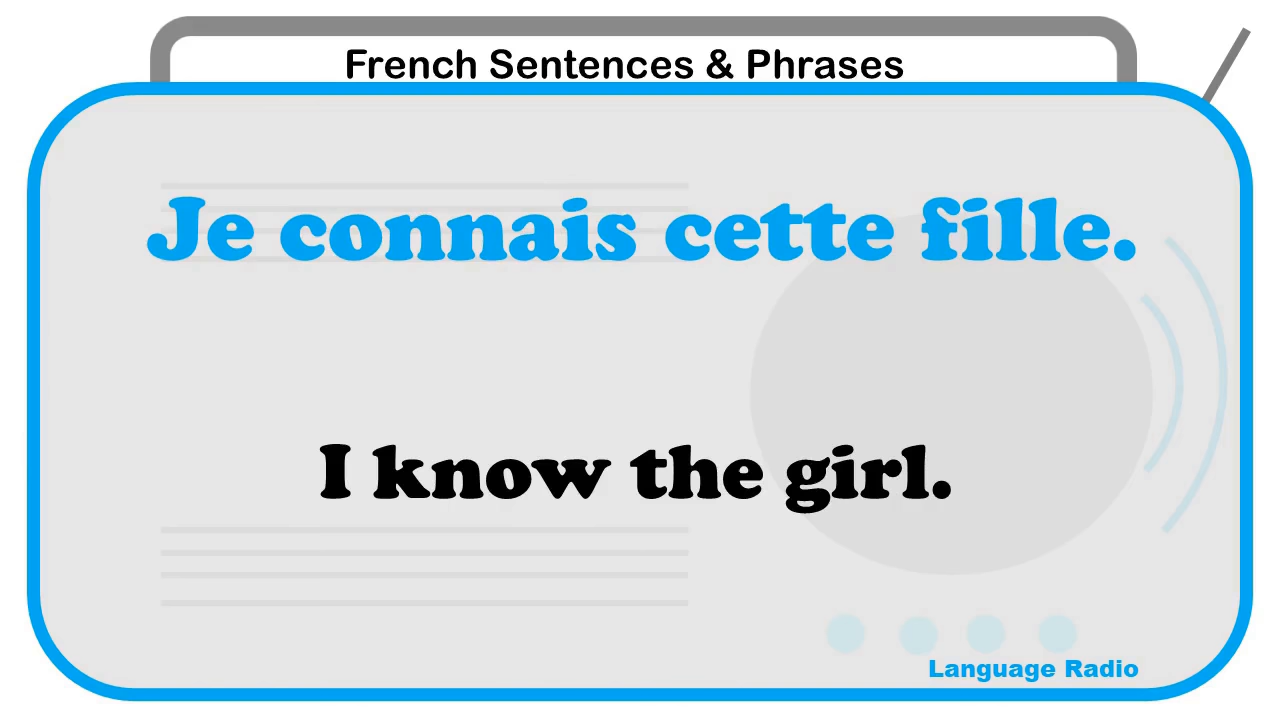 French Sentences & Phrases
Je connais cette fille.
I know the girl.
Language Radio